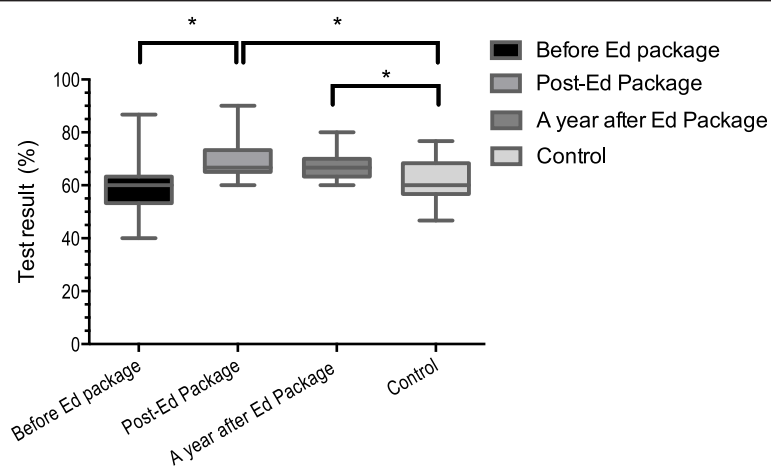 *
*
*
Before Ed package
Post-Ed Package
A year after Ed Package
Control
Test result (%)
100
80
60
40
20
0
Before Ed package
Post-Ed Package
A year after Ed Package
Control